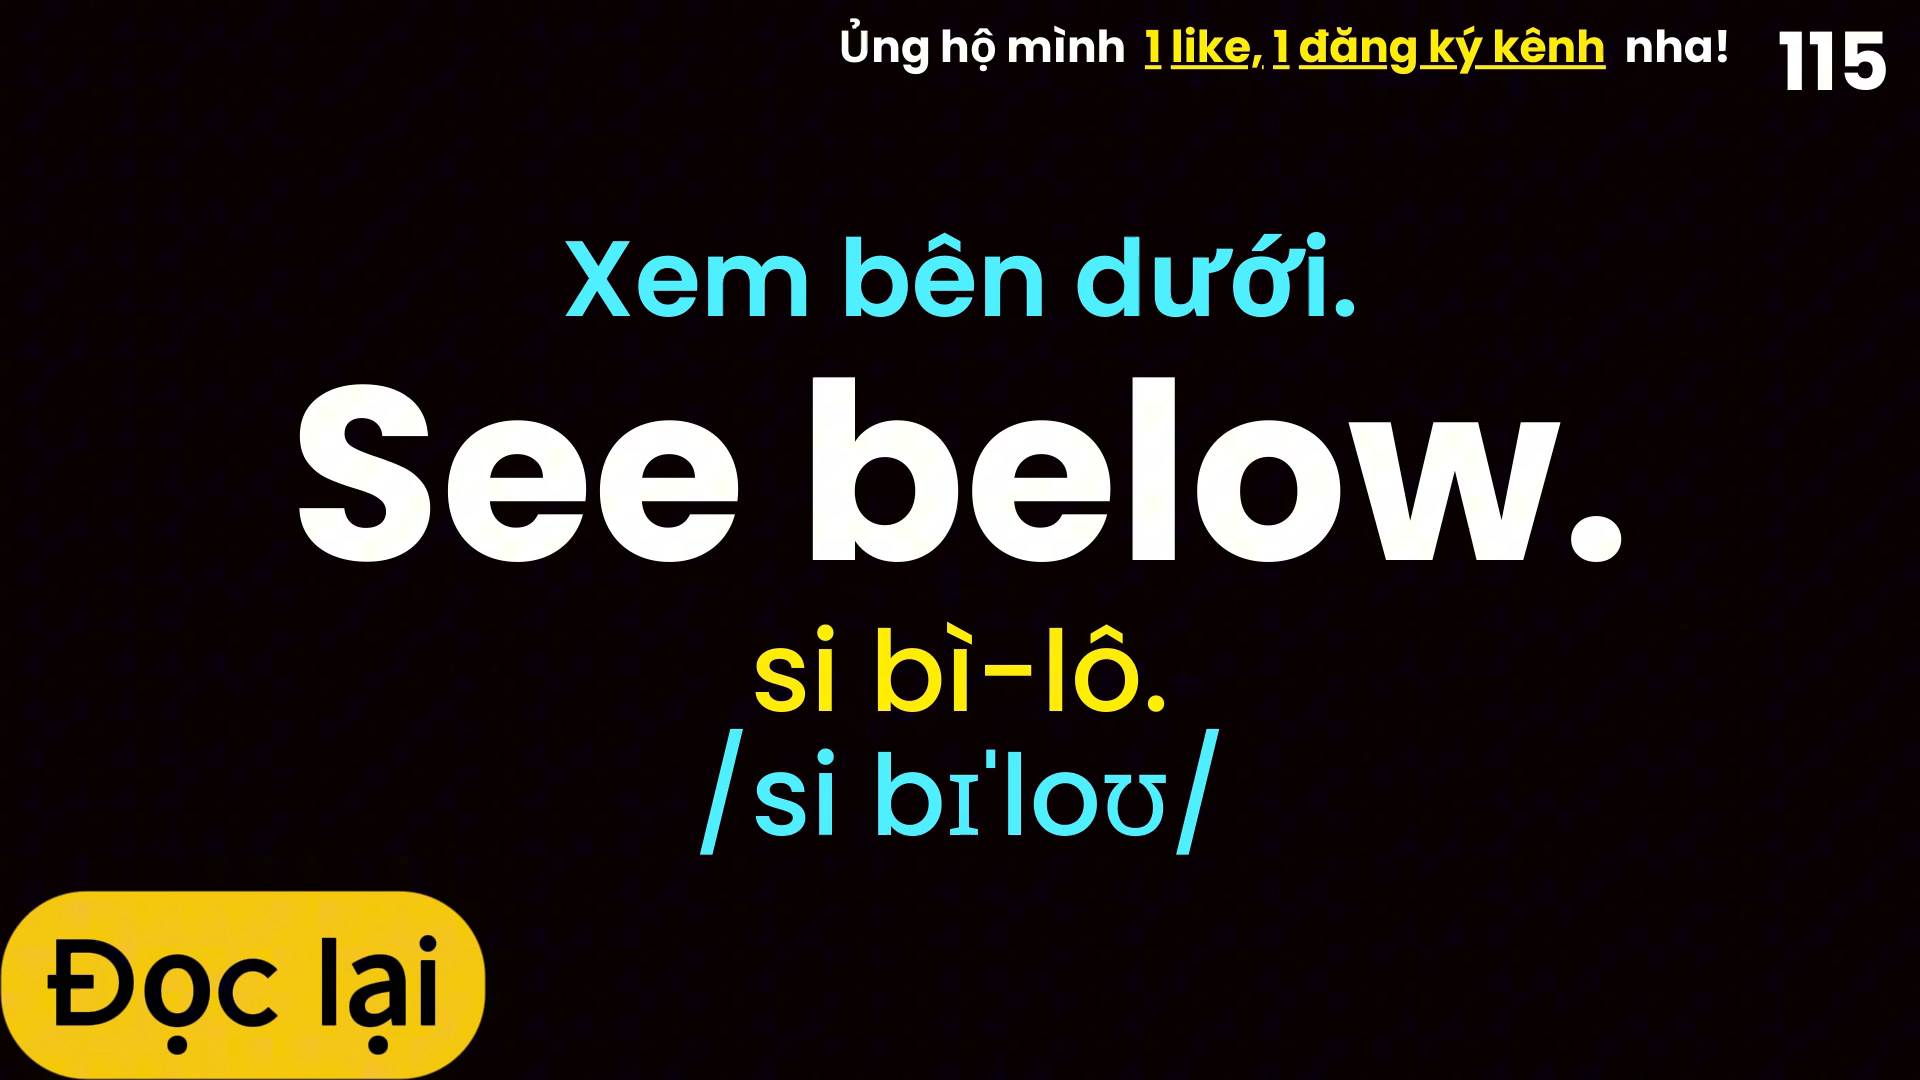 Ủng hộ mình 1 like, 1 đăng ký kênh nha! 115
Xem bên dưới.
See below.
si bì-lô.
/si bɪˈloʊ/
Đọc lại